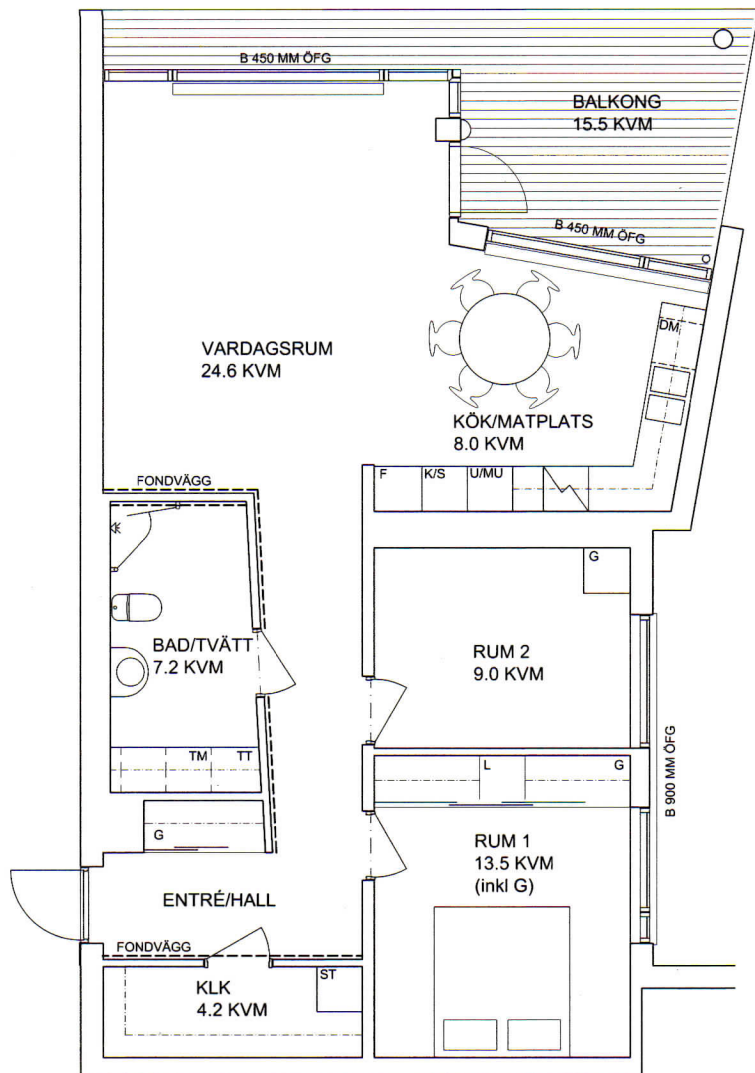 B 450 MM ÖFG
BALKONG
15.5 KVM
B 450 MM ÖFG
DM
VARDAGSRUM
24.6 KVM
KÖK/MATPLATS
8.0 KVM
F
K/S
U/MU
FONDVÄGG
G
BAD/TVÄTT
7.2 KVM
RUM 2
9.0 KVM
TM
TT
L
G
B 900 MM ÖFG
G
RUM 1
13.5 KVM
(inkl G)
ENTRÉ/HALL
FONDVÄGG
ST
KLK
4.2 KVM